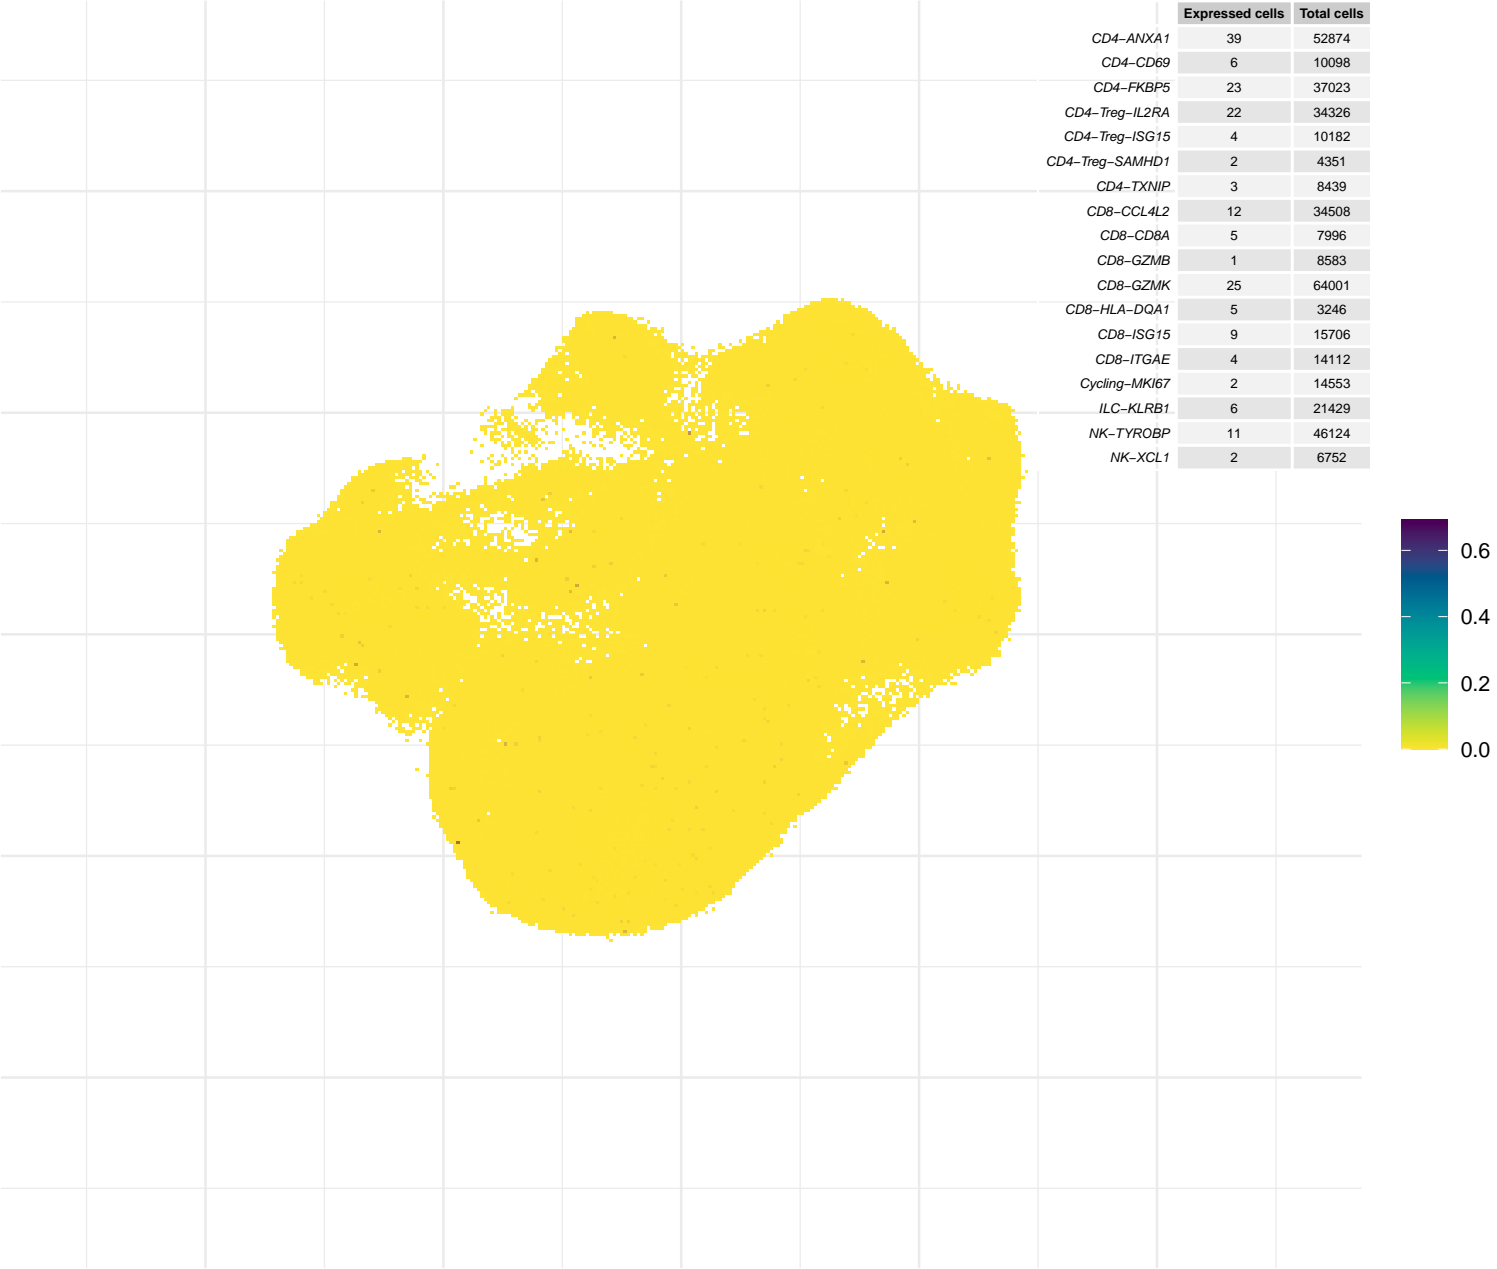 Expressed cells Total cells
CD4−ANXA1 39 52874
CD4−CD69 6 10098
CD4−FKBP5 23 37023
CD4−Treg−IL2RA 22 34326
CD4−Treg−ISG15 4 10182
CD4−Treg−SAMHD1 2 4351
CD4−TXNIP 3 8439
CD8−CCL4L2 12 34508
CD8−CD8A 5 7996
CD8−GZMB 1 8583
CD8−GZMK 25 64001
CD8−HLA−DQA1 5 3246
CD8−ISG15 9 15706
CD8−ITGAE 4 14112
Cycling−MKI67 2 14553
ILC−KLRB1 6 21429
NK−TYROBP 11 46124
NK−XCL1 2 6752
0.6
0.4
0.2
0.0